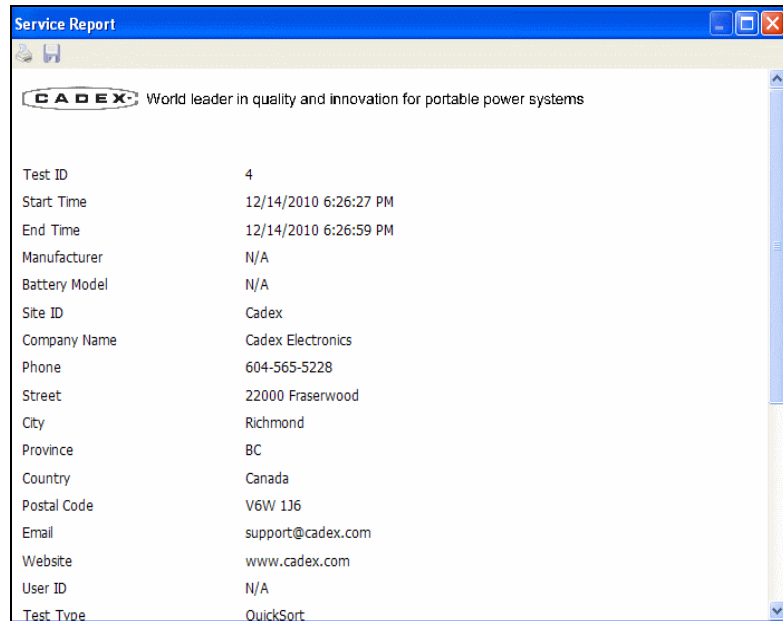 Service Report
CADEX World leader in quality and innovation for portable power systems
Test ID 4
Start Time 12/14/2010 6:26:27 PM
End Time 12/14/2010 6:26:59 PM
Manufacturer N/A
Battery Model N/A
Site ID Cadex
Company Name Cadex Electronics
Phone 604-565-5228
Street 22000 Fraserwood
City Richmond
Province BC
Country Canada
Postal Code V6W 1J6
Email support@cadex.com
Website www.cadex.com
User ID N/A
Test Type QuickSort